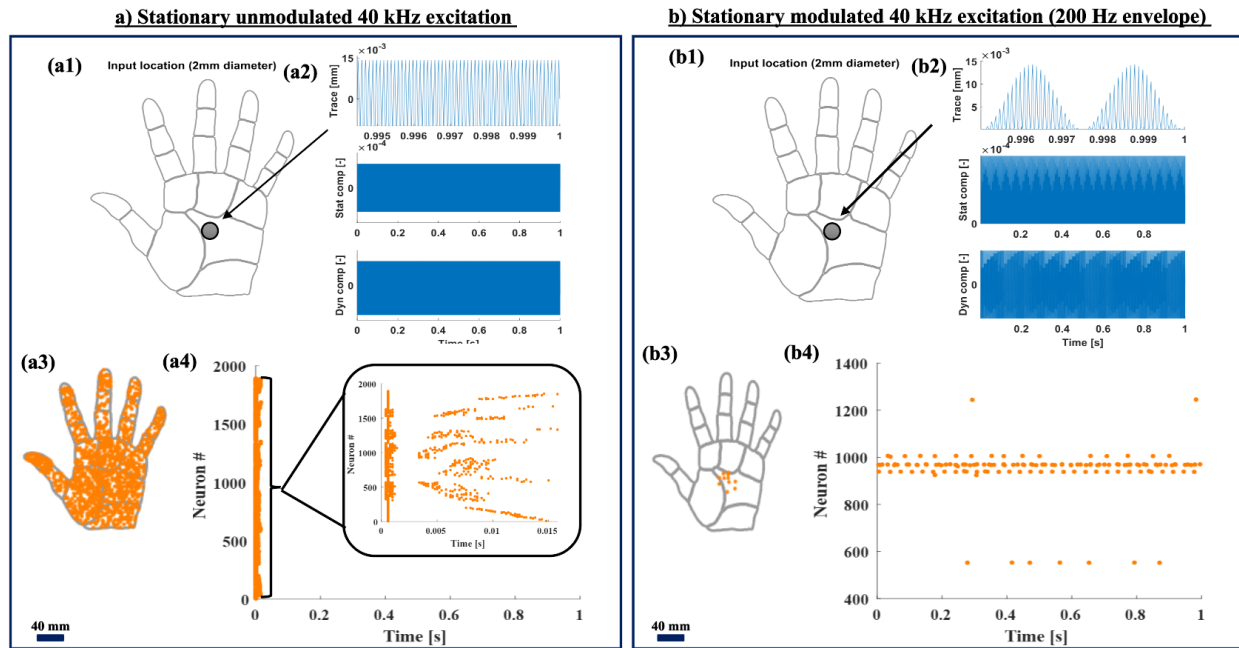 a) Stationary unmodulated 40 kHz excitation
(a1)
Input location (2mm diameter)
(a2)
×10⁻³
15
0
Trace [mm]
0.995 0.996 0.997 0.998 0.999 1
×10⁻⁴
Stat comp [-]
0
0 0.2 0.4 0.6 0.8 1
Dyn comp [-]
0
0 0.2 0.4 0.6 0.8 1
Time [s]
(a3)
40 mm
(a4)
2000
1500
1000
500
0
Neuron #
0 0.2 0.4 0.6 0.8 1
Time [s]
2000
1500
1000
500
0
Neuron #
0 0.005 0.01 0.015
Time [s]
b) Stationary modulated 40 kHz excitation (200 Hz envelope)
(b1)
Input location (2mm diameter)
(b2)
×10⁻³
15
10
5
Trace [mm]
0.996 0.997 0.998 0.999 1
×10⁻⁴
Stat comp [-]
0
0.2 0.4 0.6 0.8 1
Dyn comp [-]
0
0.2 0.4 0.6 0.8 1
Time [s]
(b3)
40 mm
(b4)
1400
1200
1000
800
600
400
Neuron #
0 0.2 0.4 0.6 0.8 1
Time [s]